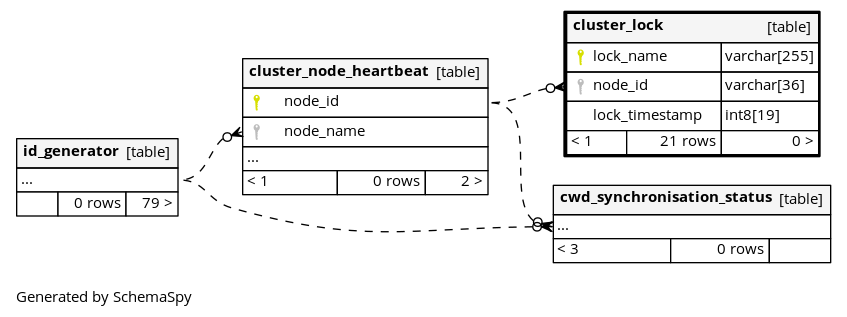 cluster_lock [table]
lock_name varchar[255]
node_id varchar[36]
lock_timestamp int8[19]
< 1 21 rows 0 >
cluster_node_heartbeat [table]
node_id
node_name
...
< 1 0 rows 2 >
id_generator [table]
...
0 rows 79 >
cwd_synchronisation_status [table]
...
< 3 0 rows
Generated by SchemaSpy